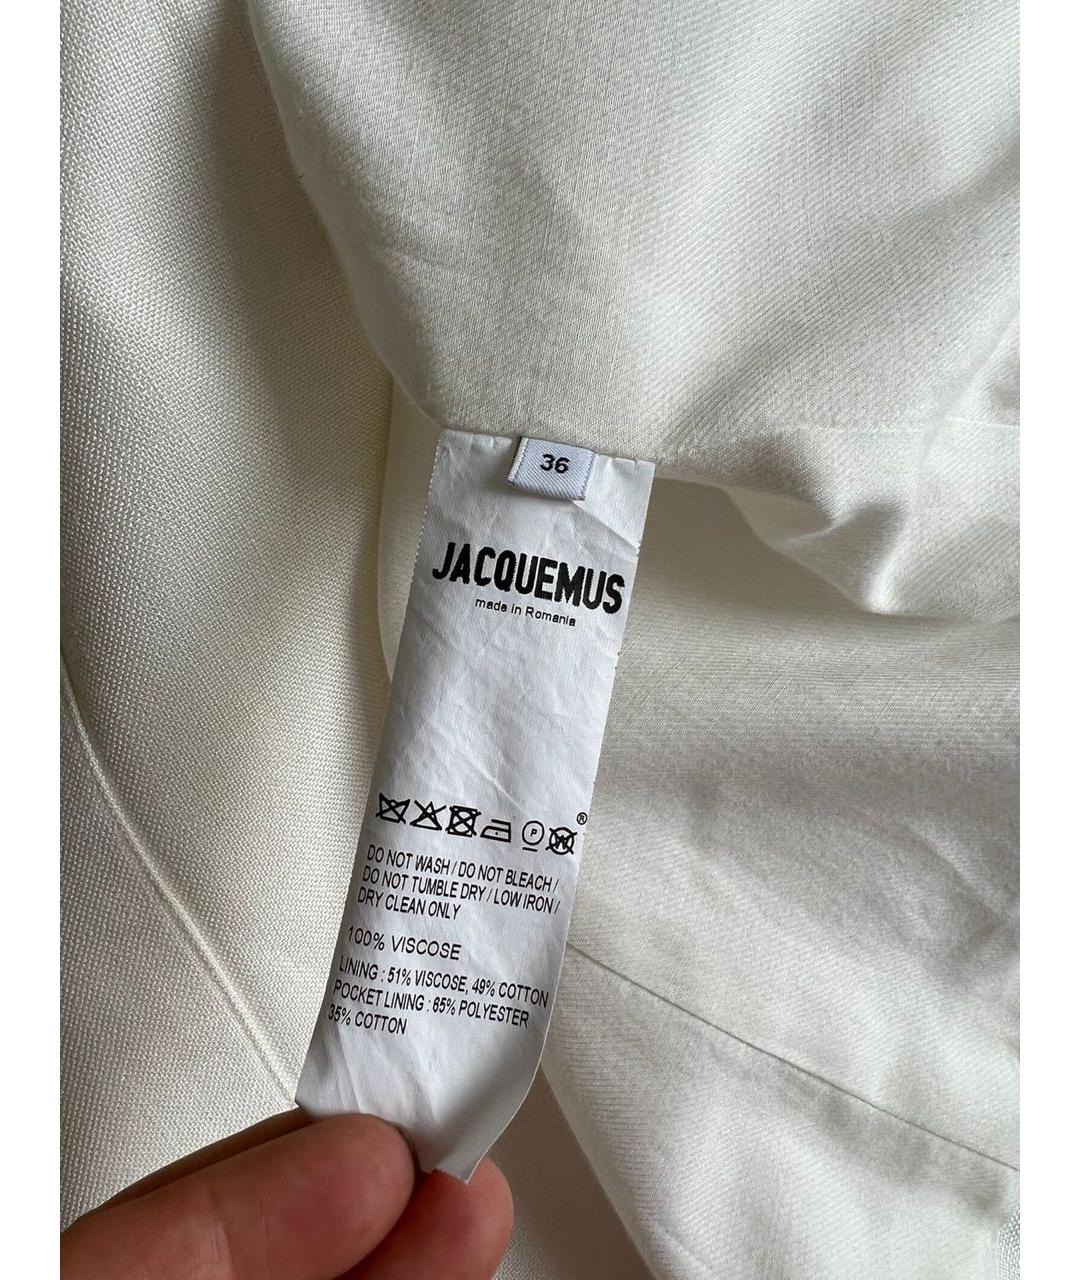 36
JACQUEMUS
made in Romania
®
P W
DO NOT WASH / DO NOT BLEACH /
DO NOT TUMBLE DRY / LOW IRON /
DRY CLEAN ONLY
100% VISCOSE
LINING : 51% VISCOSE, 49% COTTON
POCKET LINING : 65% POLYESTER
35% COTTON